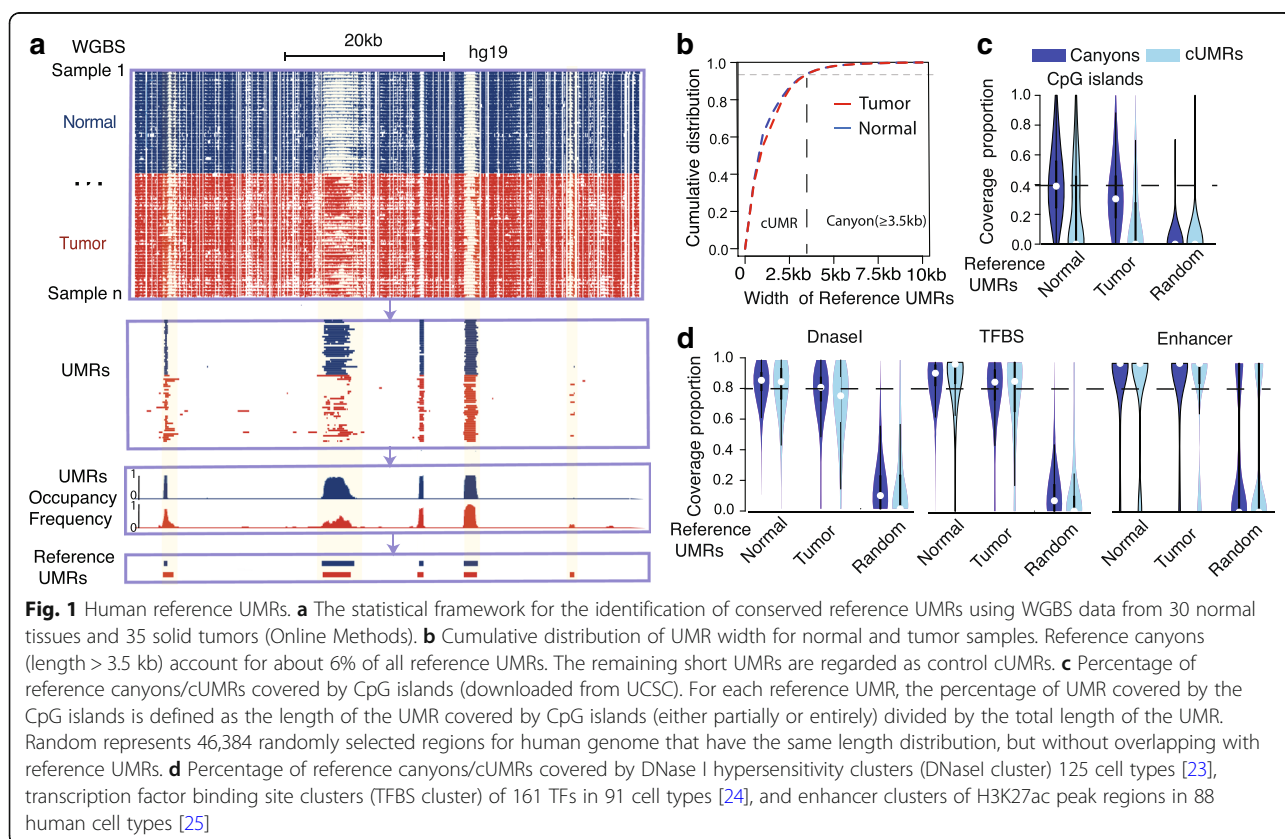 a
WGBS
Sample 1
20kb
hg19
Normal
...
Tumor
Sample n
UMRs
UMRs
Occupancy
Frequency
1
0
1
0
Reference
UMRs
b
Cumulative distribution
1.0
0.8
0.6
0.4
0.2
0.0
Tumor
Normal
cUMR
Canyon(≥3.5kb)
0
2.5kb
5kb
7.5kb
10kb
Width of Reference UMRs
c
Canyons
cUMRs
CpG islands
Coverage proportion
1.0
0.8
0.6
0.4
0.2
0.0
Reference
UMRs
Normal
Tumor
Random
d
DnaseI
TFBS
Enhancer
Coverage proportion
1.0
0.8
0.6
0.4
0.2
0.0
Reference
UMRs
Normal
Tumor
Random
Normal
Tumor
Random
Normal
Tumor
Random
Fig. 1 Human reference UMRs. a The statistical framework for the identification of conserved reference UMRs using WGBS data from 30 normal
tissues and 35 solid tumors (Online Methods). b Cumulative distribution of UMR width for normal and tumor samples. Reference canyons
(length > 3.5 kb) account for about 6% of all reference UMRs. The remaining short UMRs are regarded as control cUMRs. c Percentage of
reference canyons/cUMRs covered by CpG islands (downloaded from UCSC). For each reference UMR, the percentage of UMR covered by the
CpG islands is defined as the length of the UMR covered by CpG islands (either partially or entirely) divided by the total length of the UMR.
Random represents 46,384 randomly selected regions for human genome that have the same length distribution, but without overlapping with
reference UMRs. d Percentage of reference canyons/cUMRs covered by DNase I hypersensitivity clusters (DNaseI cluster) 125 cell types [23],
transcription factor binding site clusters (TFBS cluster) of 161 TFs in 91 cell types [24], and enhancer clusters of H3K27ac peak regions in 88
human cell types [25]